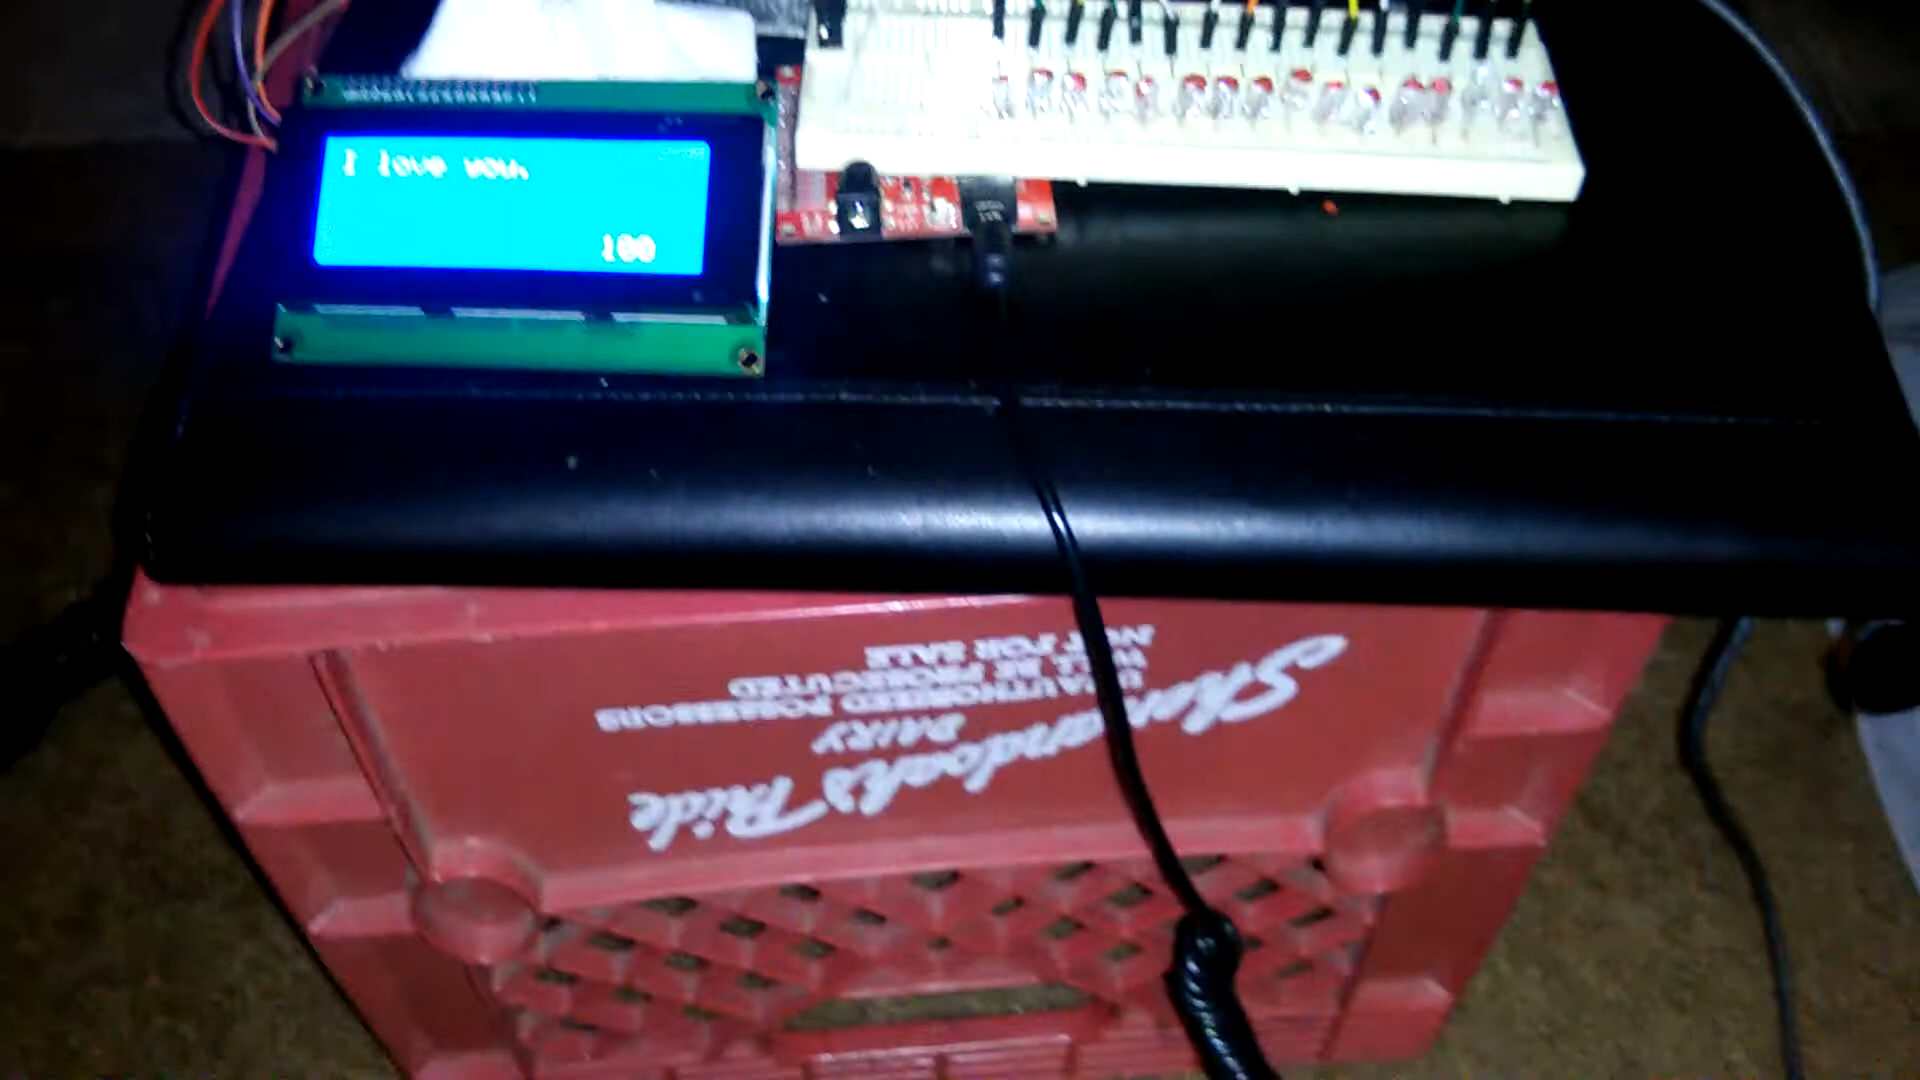 I love you
100
Shenandoah's Pride
DAIRY
UNAUTHORIZED POSSESSORS
WILL BE PROSECUTED
NOT FOR SALE